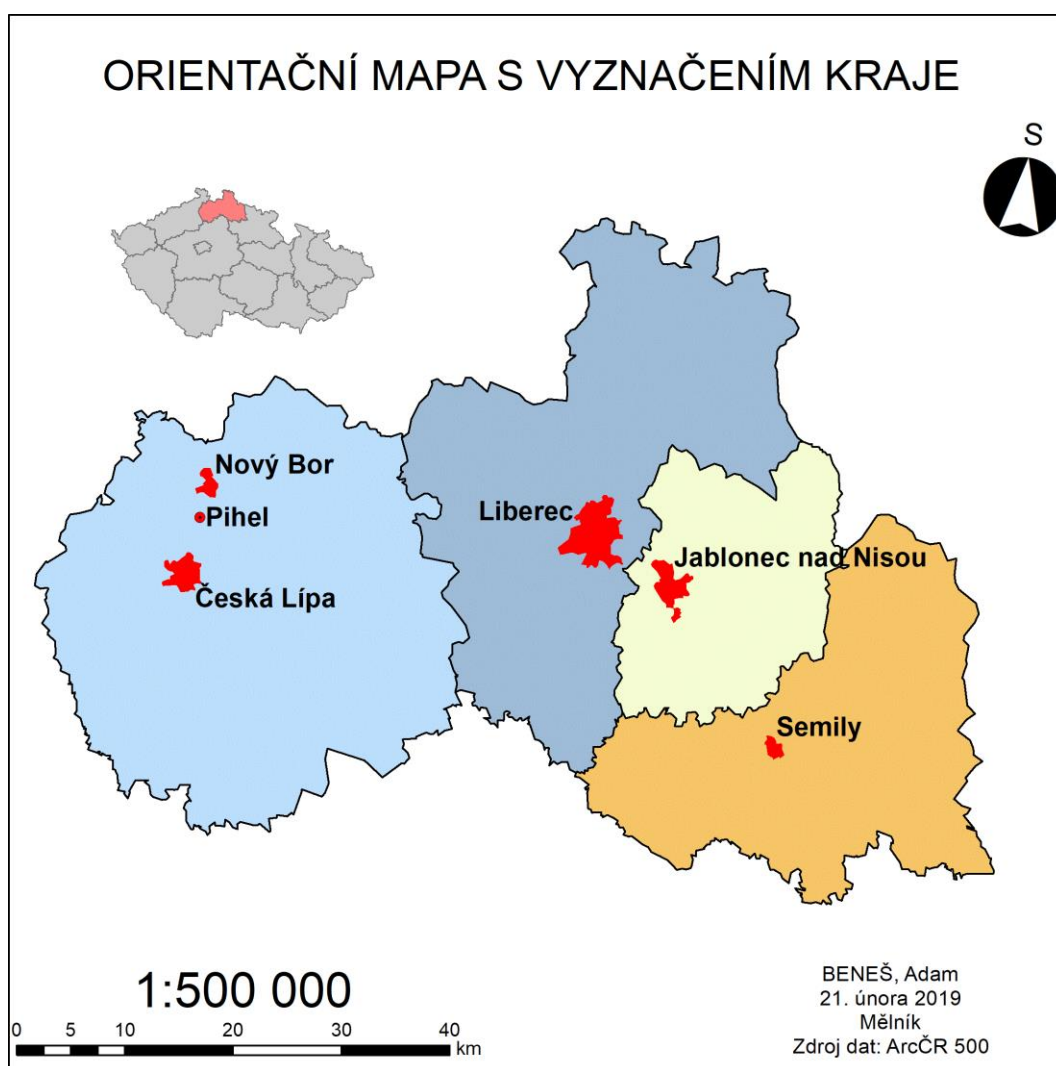 ORIENTAČNÍ MAPA S VYZNAČENÍM KRAJE
S
Nový Bor
Pihel
Česká Lípa
Liberec
Jablonec nad Nisou
Semily
1:500 000
0 5 10 20 30 40
km
BENEŠ, Adam
21. února 2019
Mělník
Zdroj dat: ArcČR 500